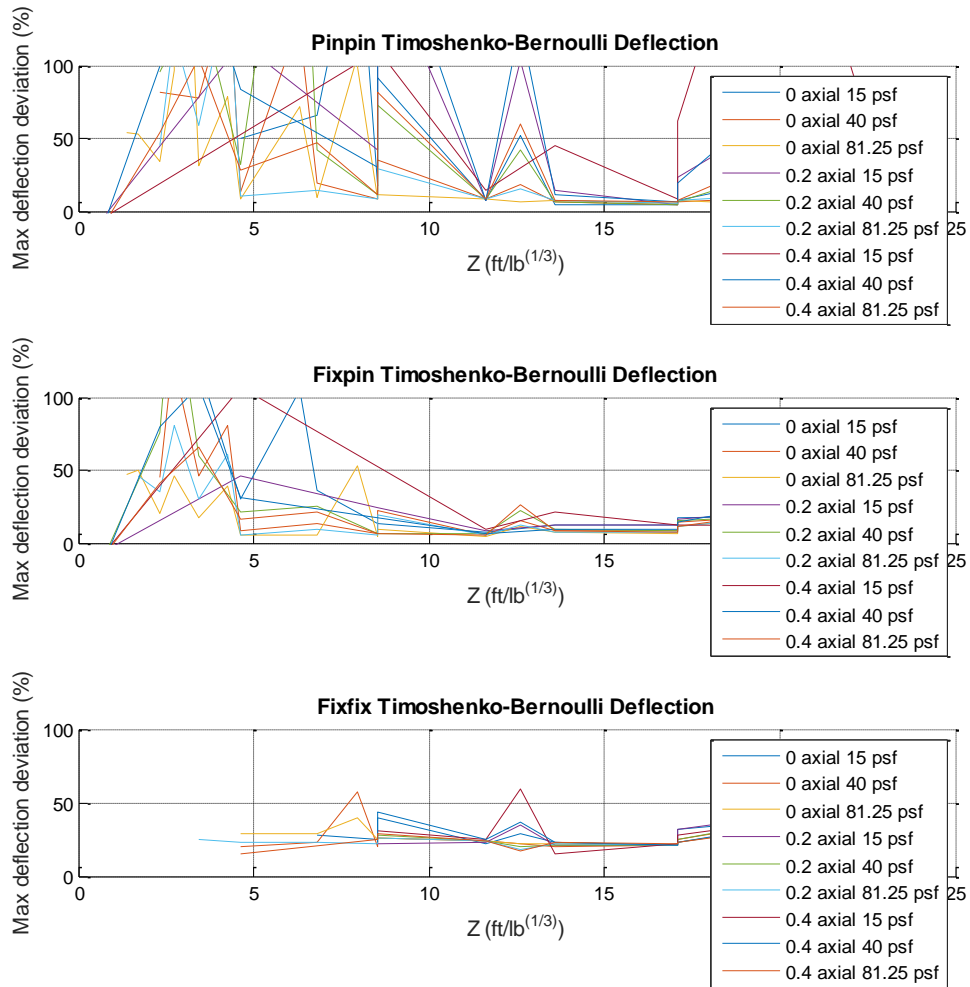 Pinpin Timoshenko-Bernoulli Deflection
Max deflection deviation (%)
100
50
0
0 5 10 15 25
Z (ft/lb^(1/3))
0 axial 15 psf
0 axial 40 psf
0 axial 81.25 psf
0.2 axial 15 psf
0.2 axial 40 psf
0.2 axial 81.25 psf
0.4 axial 15 psf
0.4 axial 40 psf
0.4 axial 81.25 psf
Fixpin Timoshenko-Bernoulli Deflection
Max deflection deviation (%)
100
50
0
0 5 10 15 25
Z (ft/lb^(1/3))
0 axial 15 psf
0 axial 40 psf
0 axial 81.25 psf
0.2 axial 15 psf
0.2 axial 40 psf
0.2 axial 81.25 psf
0.4 axial 15 psf
0.4 axial 40 psf
0.4 axial 81.25 psf
Fixfix Timoshenko-Bernoulli Deflection
Max deflection deviation (%)
100
50
0
0 5 10 15 25
Z (ft/lb^(1/3))
0 axial 15 psf
0 axial 40 psf
0 axial 81.25 psf
0.2 axial 15 psf
0.2 axial 40 psf
0.2 axial 81.25 psf
0.4 axial 15 psf
0.4 axial 40 psf
0.4 axial 81.25 psf